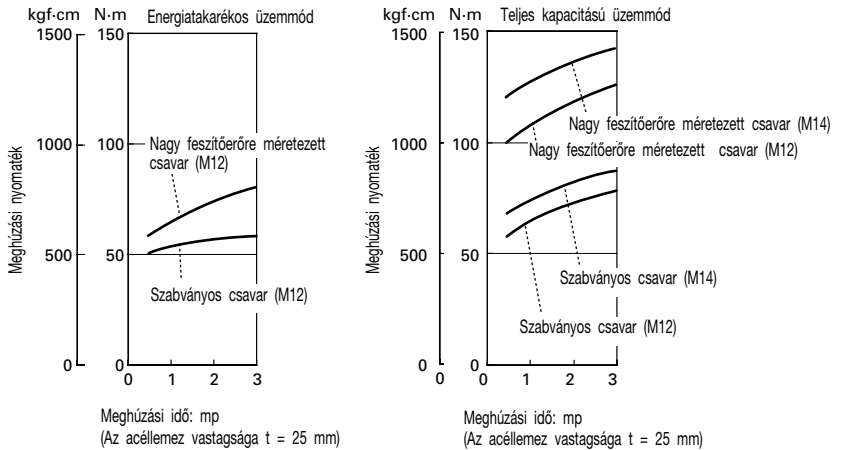 kgf·cm N·m Energiatakarékos üzemmód
1500 150
1000 100
500 50
0 0
0 1 2 3
Meghúzási nyomaték
Nagy feszítőerőre méretezett
csavar (M12)
Szabványos csavar (M12)
Meghúzási idő: mp
(Az acéllemez vastagsága t = 25 mm)
kgf·cm N·m Teljes kapacitású üzemmód
1500 150
1000 100
500 50
0 0
0 0 1 2 3
Meghúzási nyomaték
Nagy feszítőerőre méretezett csavar (M14)
Nagy feszítőerőre méretezett csavar (M12)
Szabványos csavar (M14)
Szabványos csavar (M12)
Meghúzási idő: mp
(Az acéllemez vastagsága t = 25 mm)